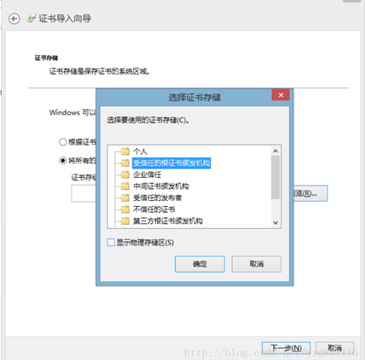 证书导入向导
证书存储
证书存储是保存证书的系统区域。
Windows 可以
根据证书
将所有的
证书存储
选择证书存储
选择要使用的证书存储(C)。
个人
受信任的根证书颁发机构
企业信任
中间证书颁发机构
受信任的发布者
不信任的证书
第三方根证书颁发机构
显示物理存储区(S)
确定
取消
(R)...
下一步(N)
取消